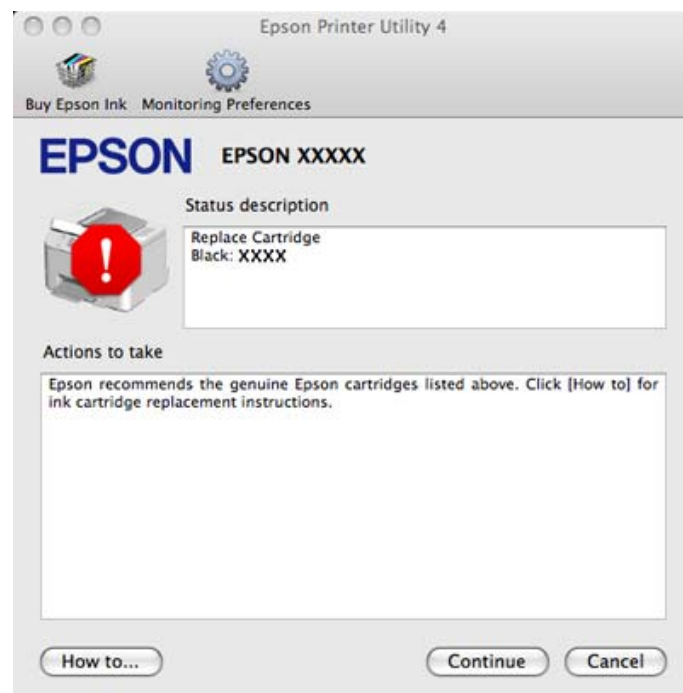 Epson Printer Utility 4
Buy Epson Ink Monitoring Preferences
EPSON EPSON XXXXX
Status description
Replace Cartridge
Black: XXXX
Actions to take
Epson recommends the genuine Epson cartridges listed above. Click [How to] for
ink cartridge replacement instructions.
How to... Continue Cancel